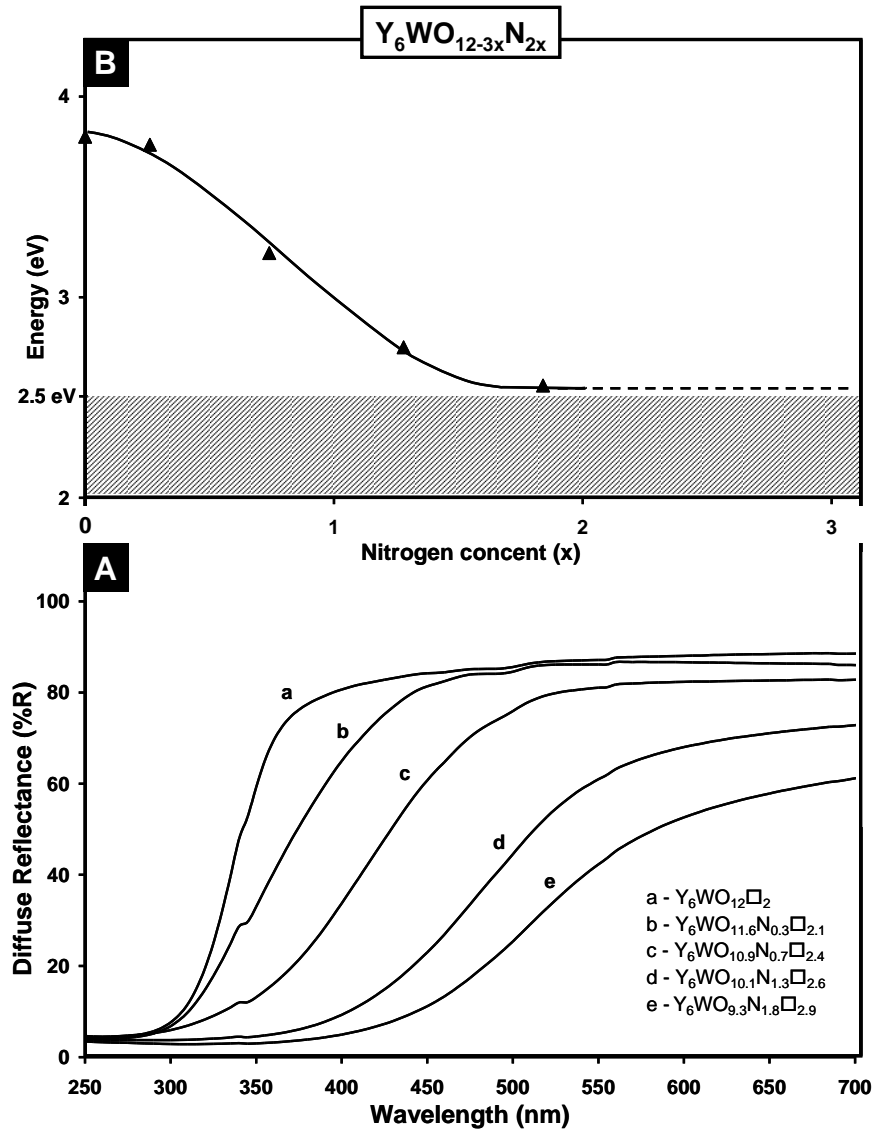 Y₆WO₁₂₋₃ₓN₂ₓ
B
Energy (eV)
4
3
2.5 eV
2
0 1 2 3
Nitrogen concent (x)
A
Diffuse Reflectance (%R)
100
80
60
40
20
0
a
b
c
d
e
a - Y₆WO₁₂□₂
b - Y₆WO₁₁.₆N₀.₃□₂.₁
c - Y₆WO₁₀.₉N₀.₇□₂.₄
d - Y₆WO₁₀.₁N₁.₃□₂.₆
e - Y₆WO₉.₃N₁.₈□₂.₉
250 300 350 400 450 500 550 600 650 700
Wavelength (nm)